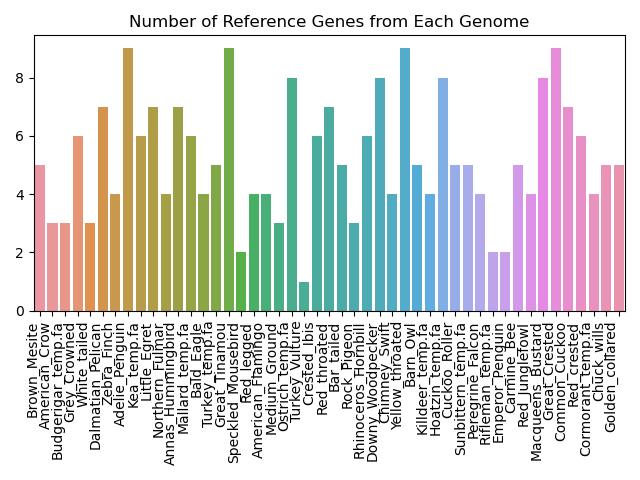 Number of Reference Genes from Each Genome
8
6
4
2
0
Brown_Mesite
American_Crow
Budgerigar_temp.fa
Grey_Crowned
White_tailed
Dalmatian_Pelican
Zebra_Finch
Adelie_Penguin
Kea_temp.fa
Little_Egret
Northern_Fulmar
Annas_Hummingbird
Mallard_temp.fa
Bald_Eagle
Turkey_temp.fa
Great_Tinamou
Speckled_Mousebird
Red_legged
American_Flamingo
Medium_Ground
Ostrich_temp.fa
Turkey_Vulture
Crested_Ibis
Red_throated
Bar_tailed
Rock_Pigeon
Rhinoceros_Hornbill
Downy_Woodpecker
Chimney_Swift
Yellow_throated
Barn_Owl
Killdeer_temp.fa
Hoatzin_temp.fa
Cuckoo_Roller
Sunbittern_temp.fa
Peregrine_Falcon
Rifleman_temp.fa
Emperor_Penguin
Carmine_Bee
Red_Junglefowl
Macqueens_Bustard
Great_Crested
Common_Cuckoo
Red_crested
Cormorant_temp.fa
Chuck_wills
Golden_collared